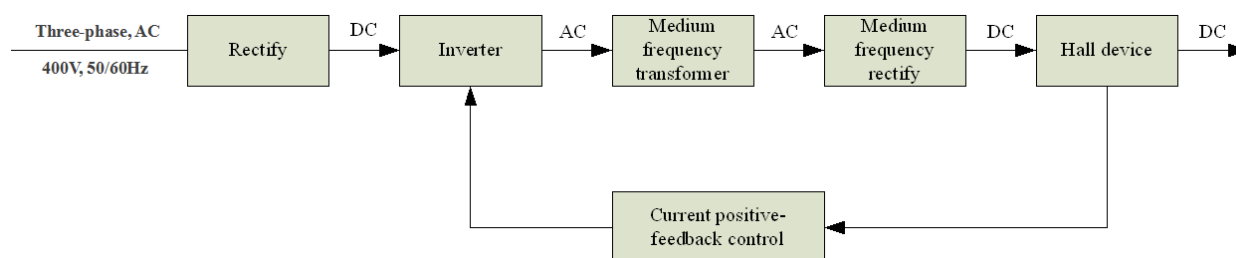 Three-phase, AC
400V, 50/60Hz
Rectify
DC
Inverter
AC
Medium
frequency
transformer
AC
Medium
frequency
rectify
DC
Hall device
DC
Current positive-
feedback control